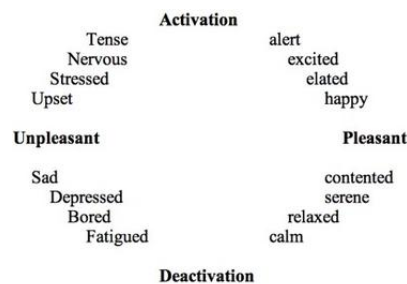 Activation
Tense alert
Nervous excited
Stressed elated
Upset happy
Unpleasant Pleasant
Sad contented
Depressed serene
Bored relaxed
Fatigued calm
Deactivation